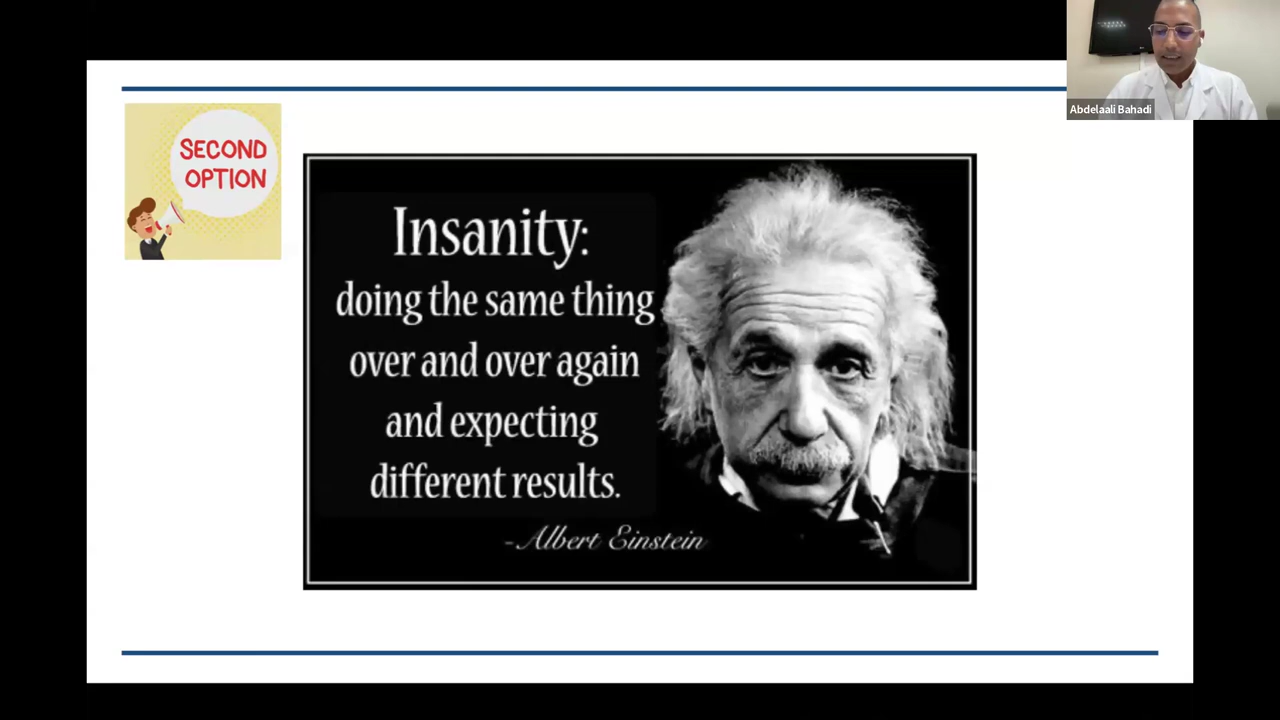 SECOND
OPTION
Insanity:
doing the same thing
over and over again
and expecting
different results.
-Albert Einstein
Abdelaali Bahadi